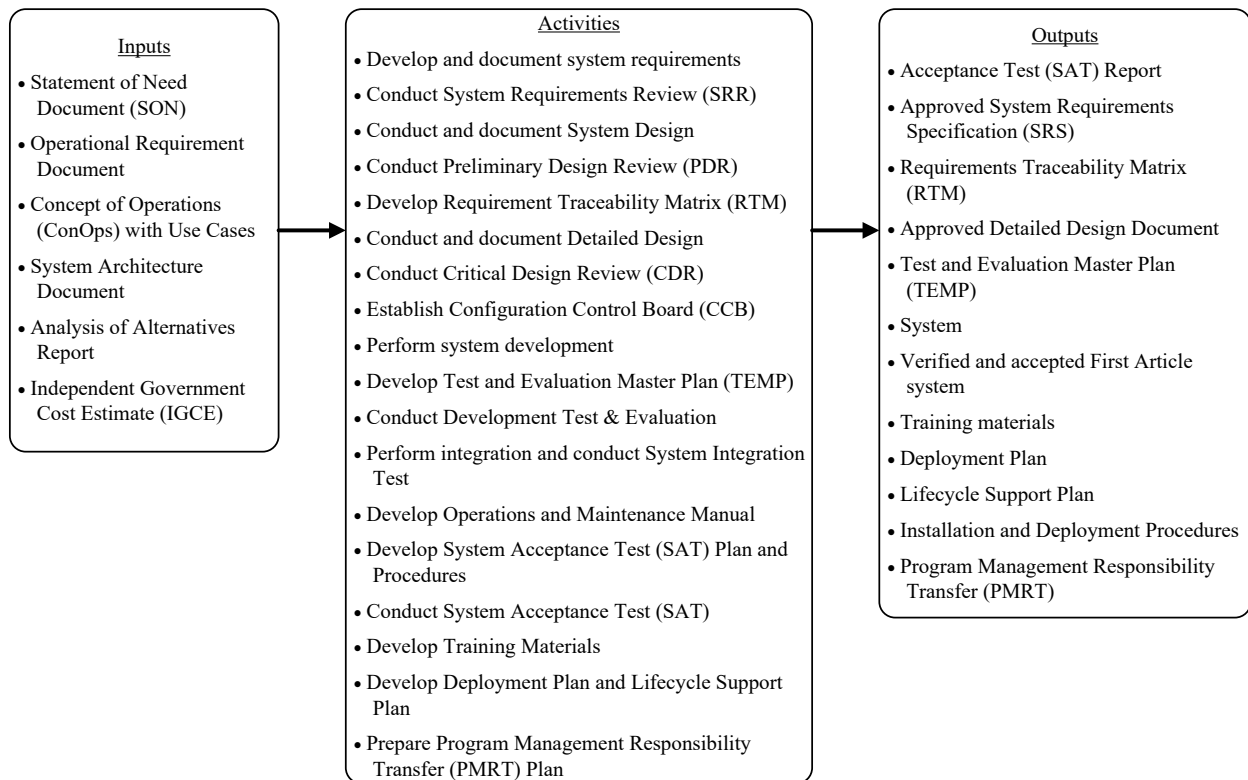 Inputs
• Statement of Need
Document (SON)
• Operational Requirement
Document
• Concept of Operations
(ConOps) with Use Cases
• System Architecture
Document
• Analysis of Alternatives
Report
• Independent Government
Cost Estimate (IGCE)
Activities
• Develop and document system requirements
• Conduct System Requirements Review (SRR)
• Conduct and document System Design
• Conduct Preliminary Design Review (PDR)
• Develop Requirement Traceability Matrix (RTM)
• Conduct and document Detailed Design
• Conduct Critical Design Review (CDR)
• Establish Configuration Control Board (CCB)
• Perform system development
• Develop Test and Evaluation Master Plan (TEMP)
• Conduct Development Test & Evaluation
• Perform integration and conduct System Integration
Test
• Develop Operations and Maintenance Manual
• Develop System Acceptance Test (SAT) Plan and
Procedures
• Conduct System Acceptance Test (SAT)
• Develop Training Materials
• Develop Deployment Plan and Lifecycle Support
Plan
• Prepare Program Management Responsibility
Transfer (PMRT) Plan
Outputs
• Acceptance Test (SAT) Report
• Approved System Requirements
Specification (SRS)
• Requirements Traceability Matrix
(RTM)
• Approved Detailed Design Document
• Test and Evaluation Master Plan
(TEMP)
• System
• Verified and accepted First Article
system
• Training materials
• Deployment Plan
• Lifecycle Support Plan
• Installation and Deployment Procedures
• Program Management Responsibility
Transfer (PMRT)